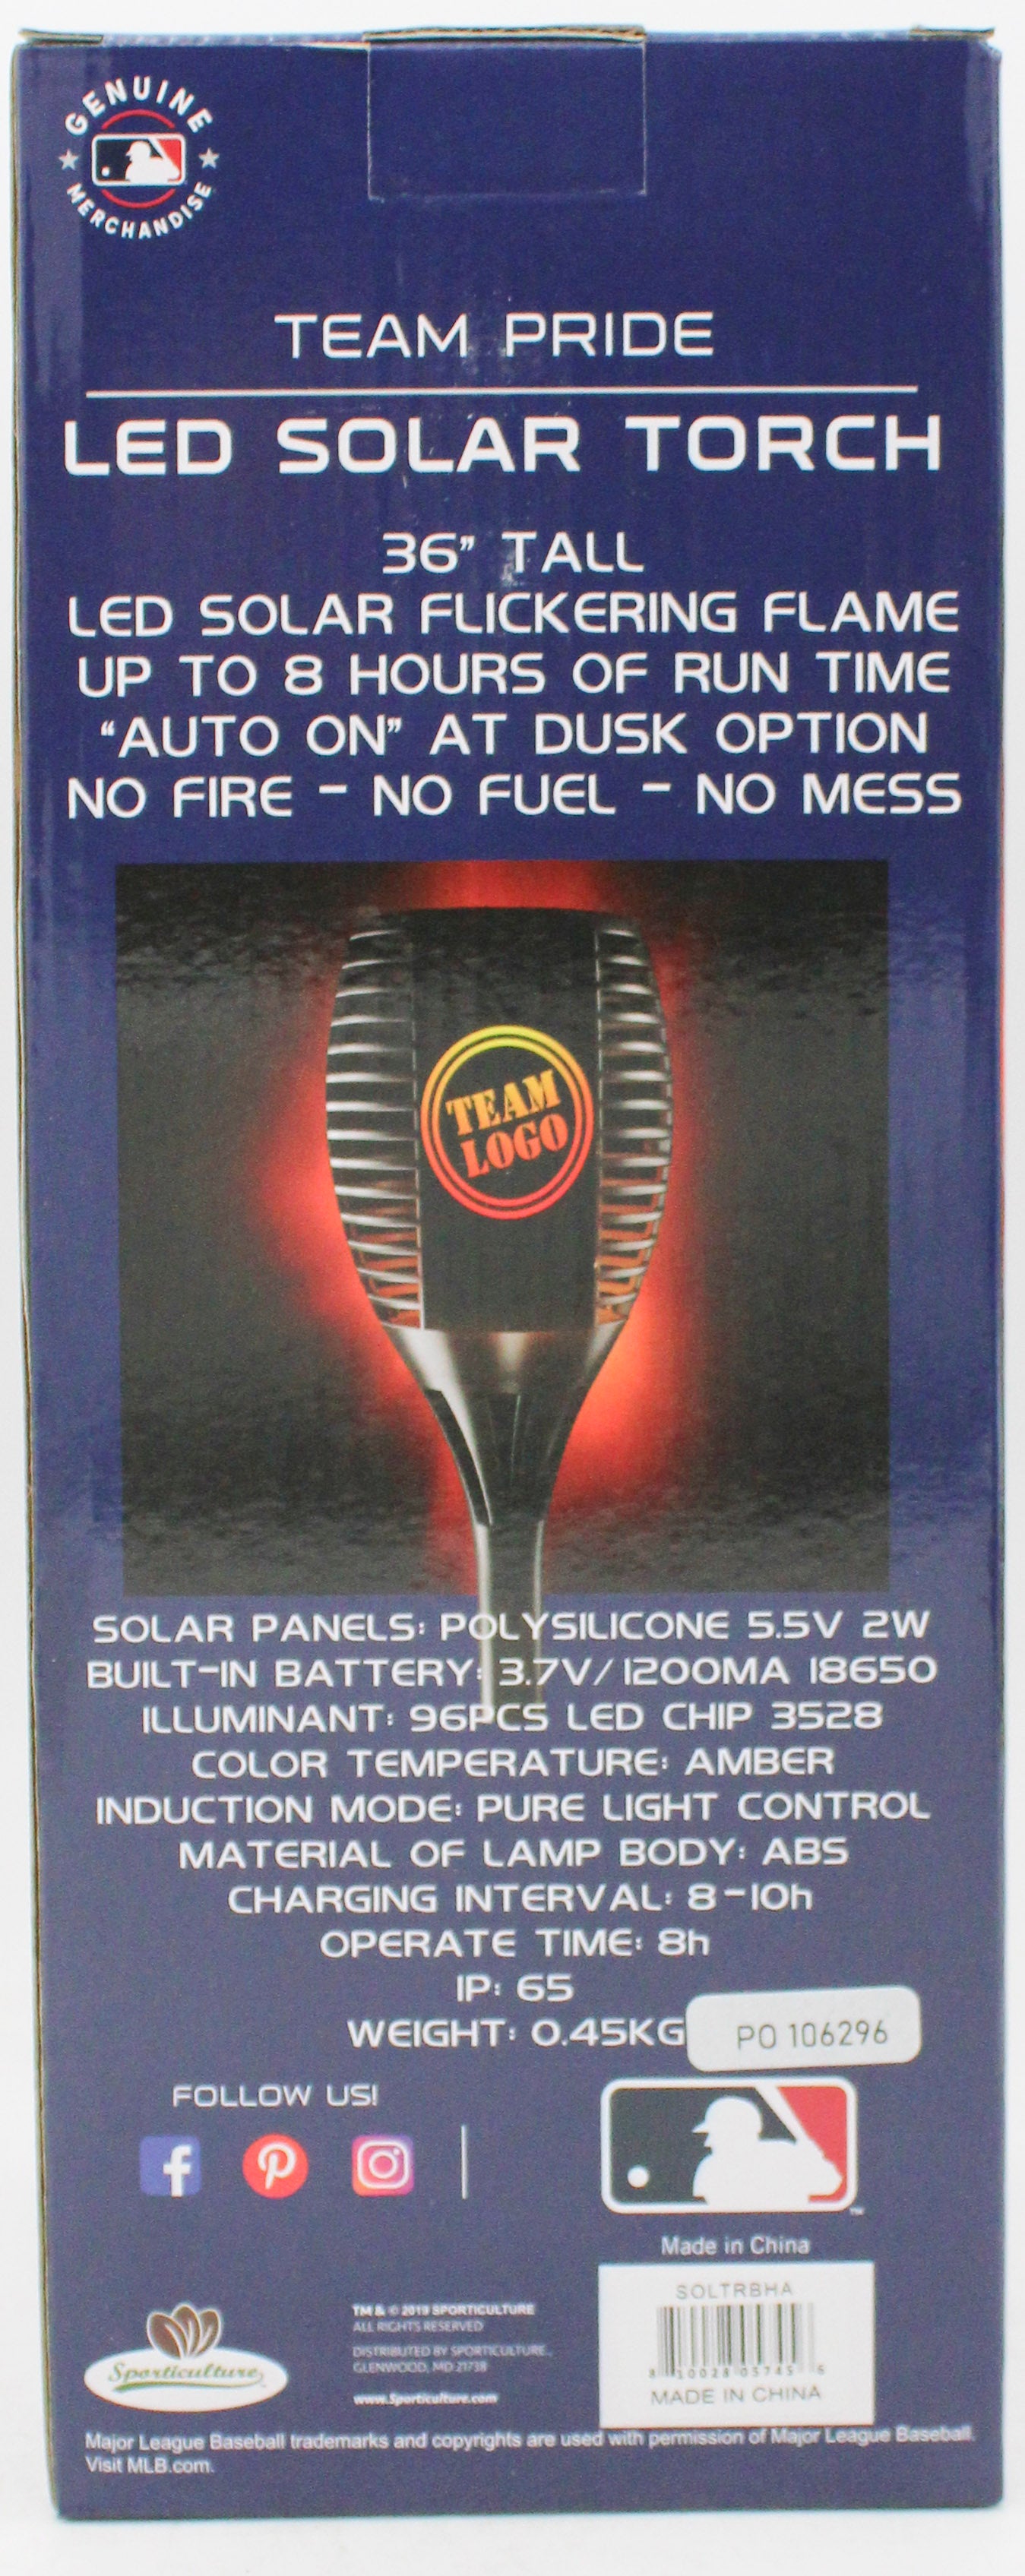 GENUINE
MERCHANDISE
TEAM PRIDE
LED SOLAR TORCH
36” TALL
LED SOLAR FLICKERING FLAME
UP TO 8 HOURS OF RUN TIME
“AUTO ON” AT DUSK OPTION
NO FIRE - NO FUEL - NO MESS
TEAM
LOGO
SOLAR PANELS: POLYSILICONE 5.5V 2W
BUILT-IN BATTERY: 3.7V/1200MA 18650
ILLUMINANT: 96PCS LED CHIP 3528
COLOR TEMPERATURE: AMBER
INDUCTION MODE: PURE LIGHT CONTROL
MATERIAL OF LAMP BODY: ABS
CHARGING INTERVAL: 8-10h
OPERATE TIME: 8h
IP: 65
WEIGHT: 0.45KG
PO 106296
FOLLOW US!
TM
Made in China
SOLTRBHA
8 10028 05745 6
MADE IN CHINA
Sporticulture
TM & © 2019 SPORTICULTURE
ALL RIGHTS RESERVED
DISTRIBUTED BY SPORTICULTURE.
GLENWOOD, MD 21738
www.Sporticulture.com
Major League Baseball trademarks and copyrights are used with permission of Major League Baseball.
Visit MLB.com.